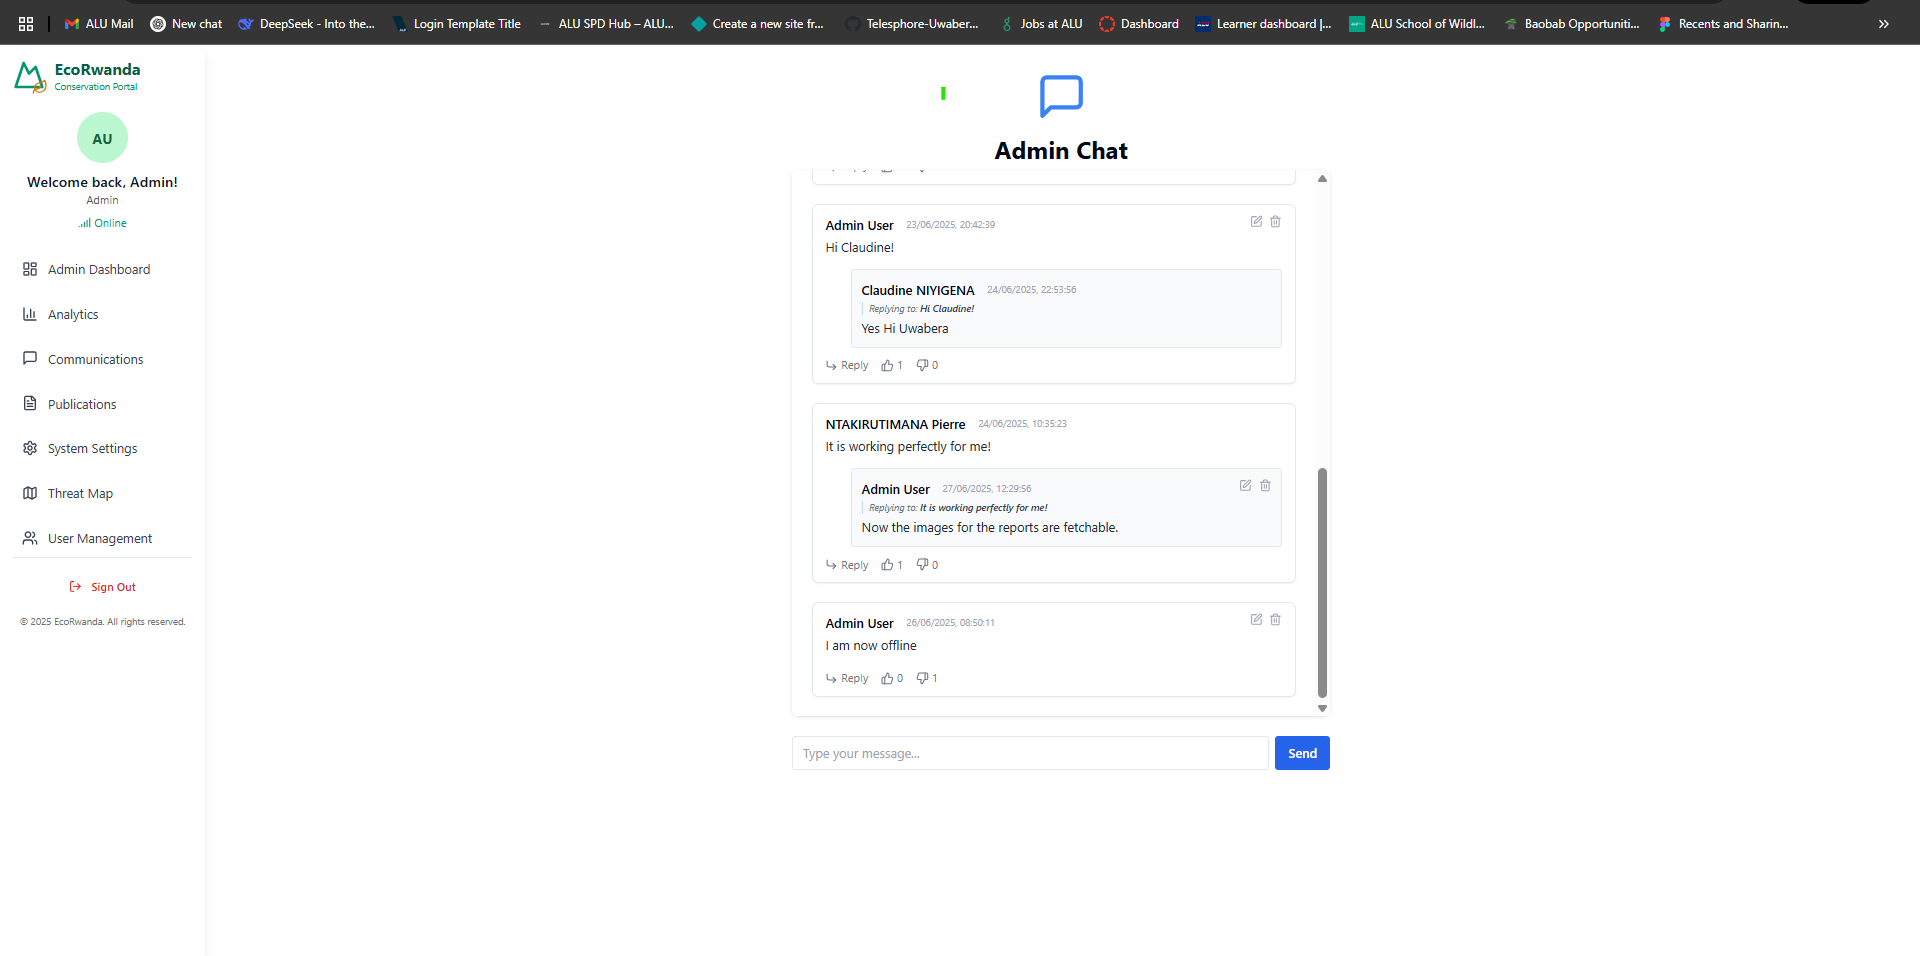 ALU Mail
New chat
DeepSeek - Into the...
Login Template Title
ALU SPD Hub – ALU...
Create a new site fr...
Telesphore-Uwaber...
Jobs at ALU
Dashboard
Learner dashboard |...
ALU School of Wildl...
Baobab Opportuniti...
Recents and Sharin...
EcoRwanda
Conservation Portal
AU
Welcome back, Admin!
Admin
Online
Admin Dashboard
Analytics
Communications
Publications
System Settings
Threat Map
User Management
Sign Out
© 2025 EcoRwanda. All rights reserved.
Admin Chat
Admin User 23/06/2025, 20:42:39
Hi Claudine!
Claudine NIYIGENA 24/06/2025, 22:53:56
Replying to: Hi Claudine!
Yes Hi Uwabera
Reply 1 0
NTAKIRUTIMANA Pierre 24/06/2025, 10:35:23
It is working perfectly for me!
Admin User 27/06/2025, 12:29:56
Replying to: It is working perfectly for me!
Now the images for the reports are fetchable.
Reply 1 0
Admin User 26/06/2025, 08:50:11
I am now offline
Reply 0 1
Type your message...
Send